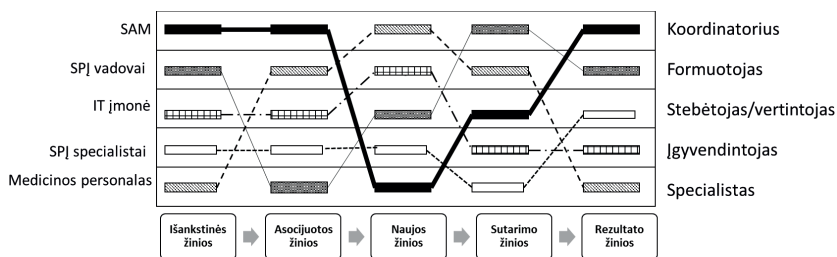 SAM
Koordinatorius
SPĮ vadovai
Formuotojas
IT įmonė
Stebėtojas/vertintojas
SPĮ specialistai
Įgyvendintojas
Medicinos personalas
Specialistas
Išankstinės
žinios
Asocijuotos
žinios
Naujos
žinios
Sutarimo
žinios
Rezultato
žinios